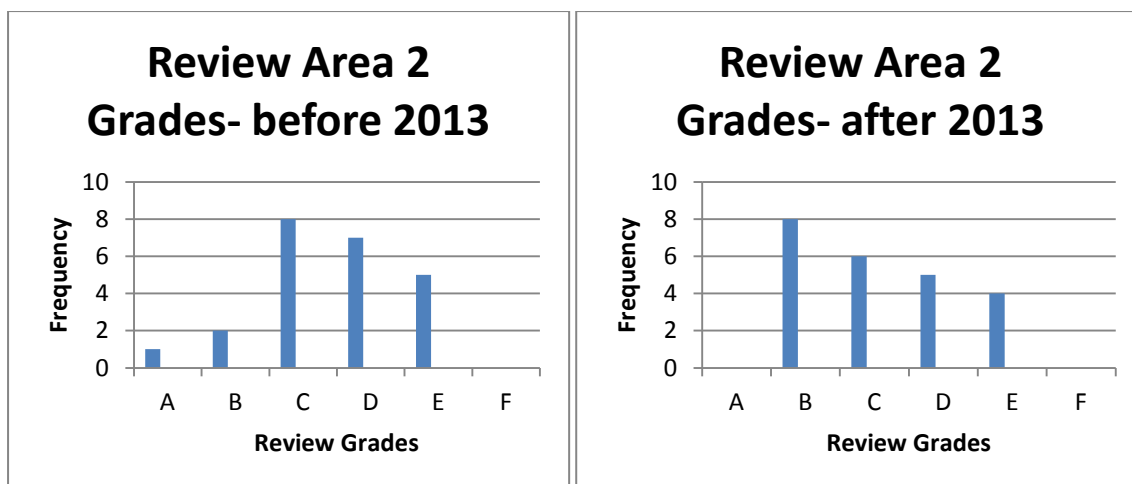 Review Area 2
Grades- before 2013
10
8
6
4
2
0
Frequency
A B C D E F
Review Grades
Review Area 2
Grades- after 2013
10
8
6
4
2
0
Frequency
A B C D E F
Review Grades